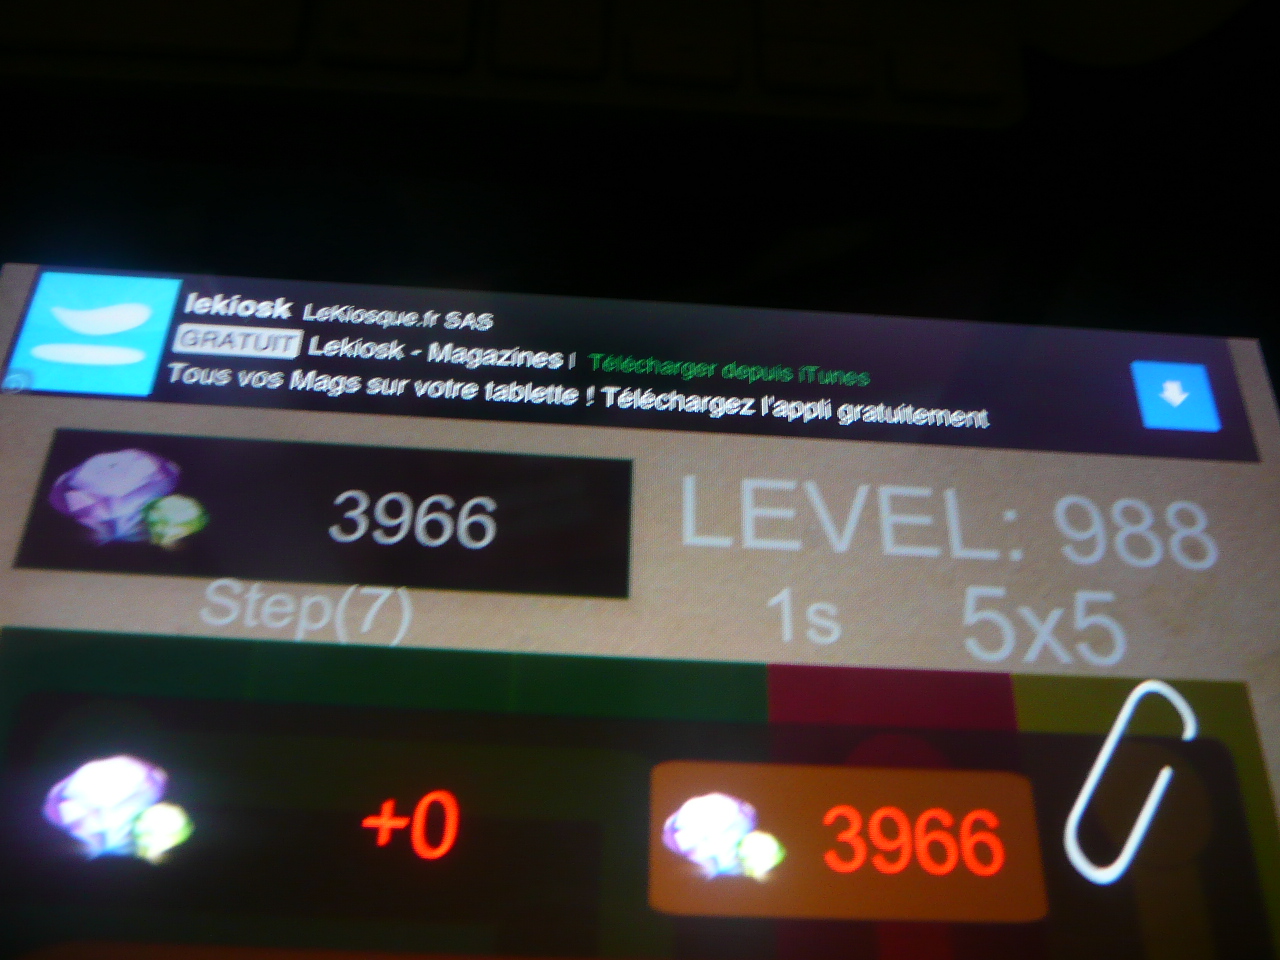 lekiosk LeKiosque.fr SAS
GRATUIT Lekiosk - Magazines | Télécharger depuis iTunes
Tous vos Mags sur votre tablette ! Téléchargez l'appli gratuitement
3966
LEVEL: 988
Step(7)
1s
5x5
+0
3966